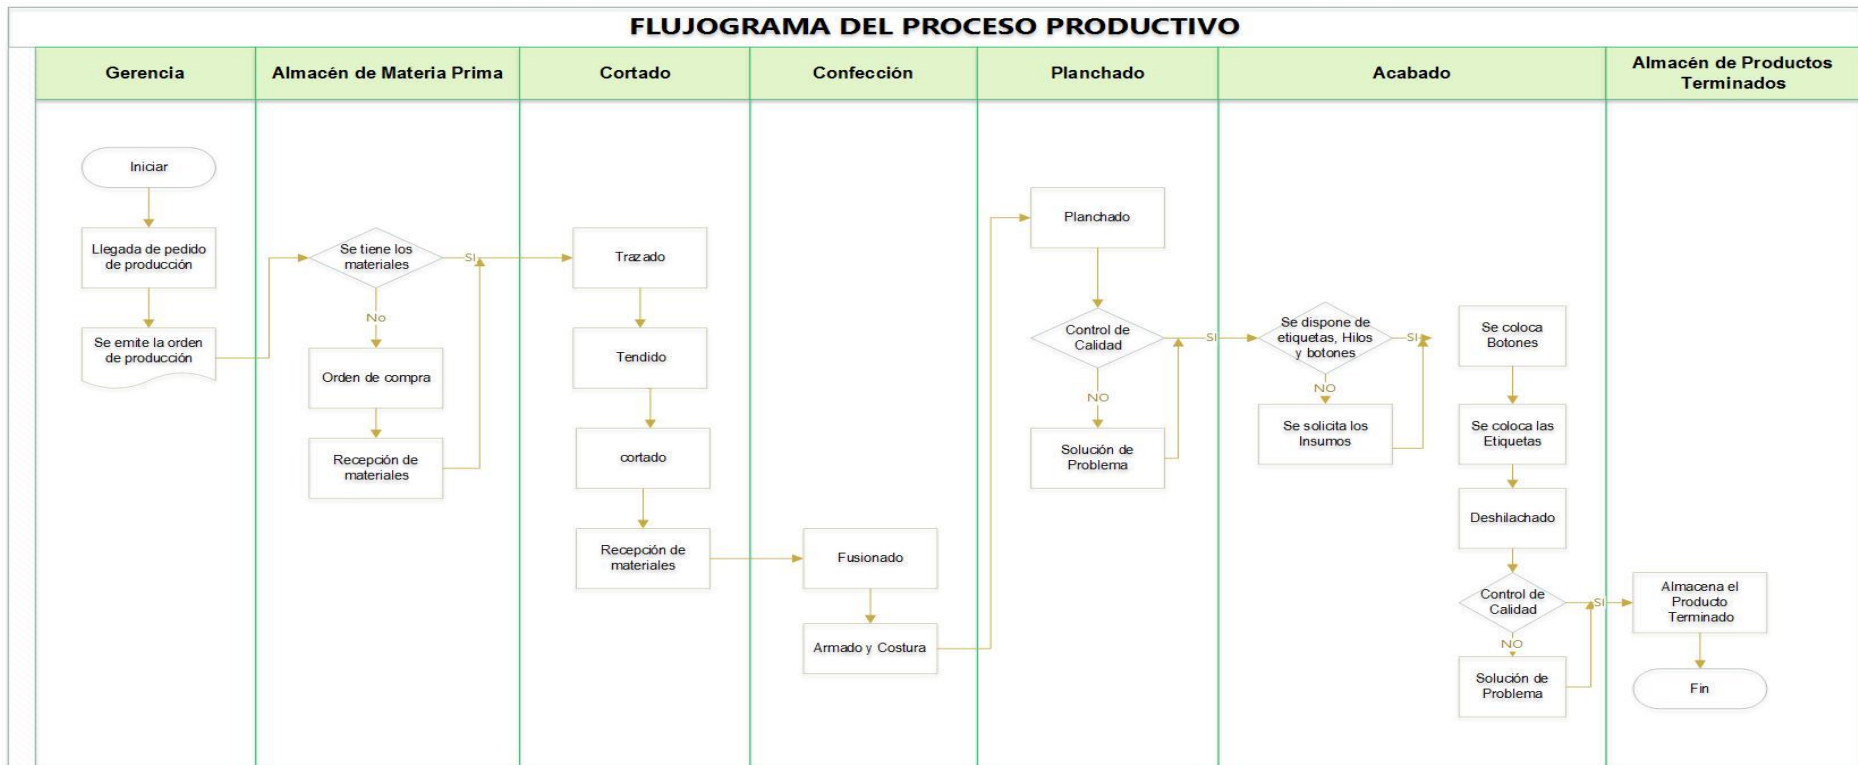 FLUJOGRAMA DEL PROCESO PRODUCTIVO
Gerencia
Almacén de Materia Prima
Cortado
Confección
Planchado
Acabado
Almacén de Productos
Terminados
Iniciar
Llegada de pedido
de producción
Se emite la orden
de producción
Se tiene los
materiales
SI
No
Orden de compra
Recepción de
materiales
Trazado
Tendido
cortado
Recepción de
materiales
Fusionado
Armado y Costura
Planchado
Control de
Calidad
SI
NO
Solución de
Problema
Se dispone de
etiquetas, Hilos
y botones
SI
NO
Se solicita los
Insumos
Se coloca
Botones
Se coloca las
Etiquetas
Deshilachado
Control de
Calidad
SI
NO
Solución de
Problema
Almacena el
Producto
Terminado
Fin